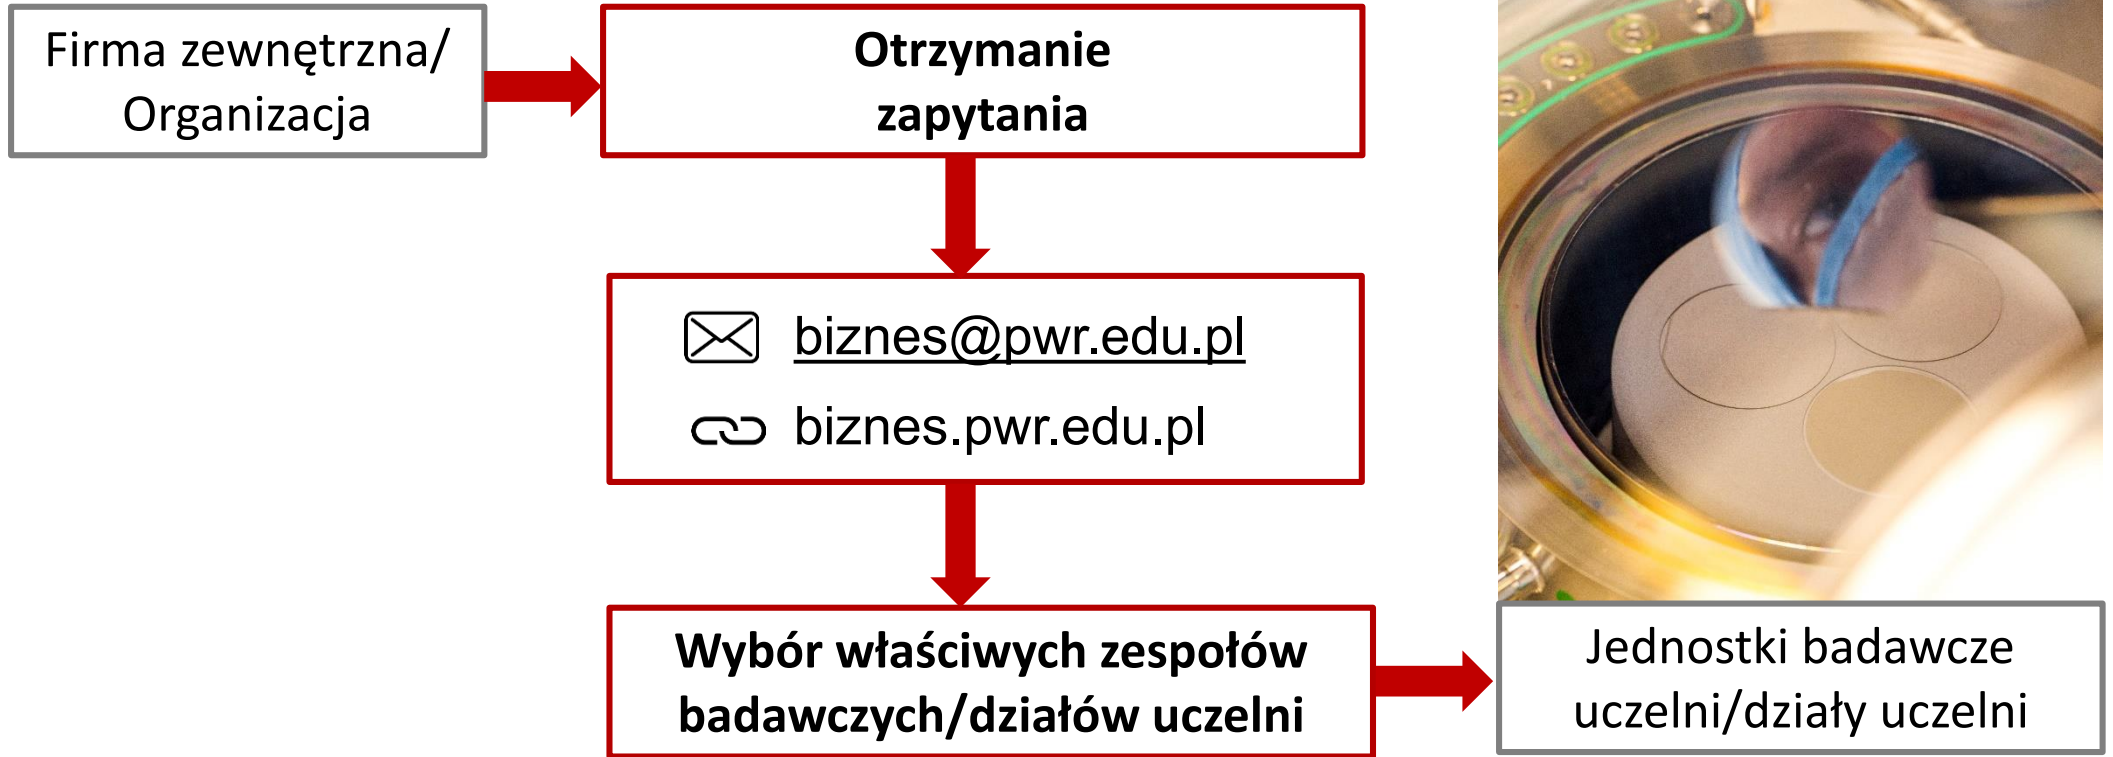 Firma zewnętrzna/
Organizacja
Otrzymanie
zapytania
biznes@pwr.edu.pl
biznes.pwr.edu.pl
Wybór właściwych zespołów
badawczych/działów uczelni
Jednostki badawcze
uczelni/działy uczelni